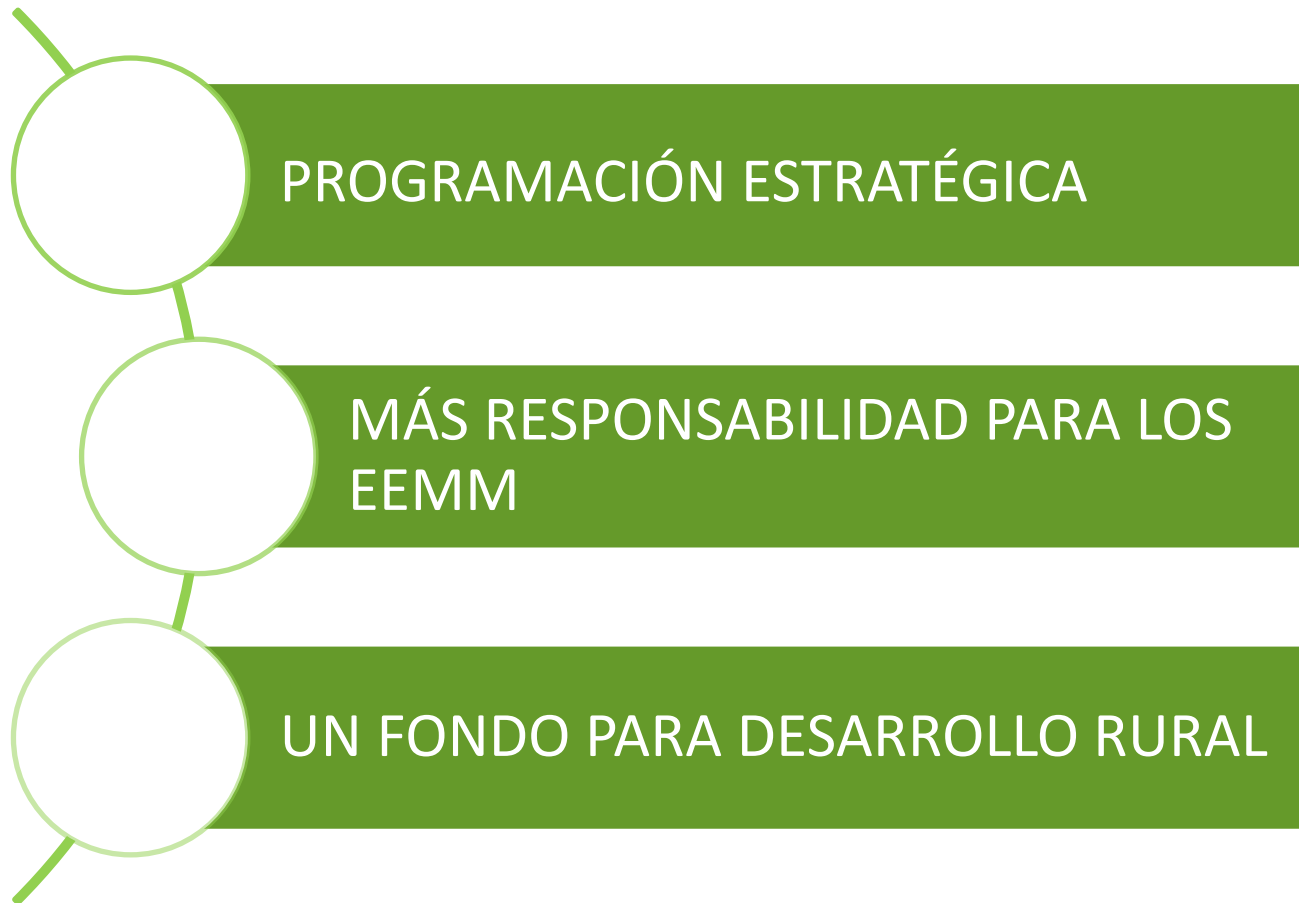 PROGRAMACIÓN ESTRATÉGICA
MÁS RESPONSABILIDAD PARA LOS
EEMM
UN FONDO PARA DESARROLLO RURAL